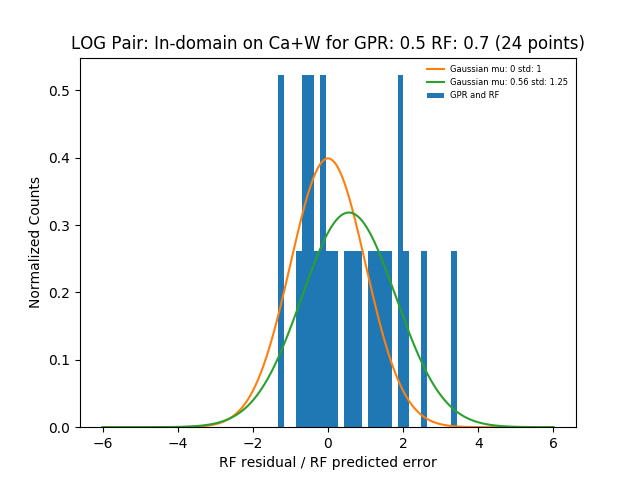 LOG Pair: In-domain on Ca+W for GPR: 0.5 RF: 0.7 (24 points)
Gaussian mu: 0 std: 1
Gaussian mu: 0.56 std: 1.25
GPR and RF
Normalized Counts
0.5
0.4
0.3
0.2
0.1
0.0
−6 −4 −2 0 2 4 6
RF residual / RF predicted error